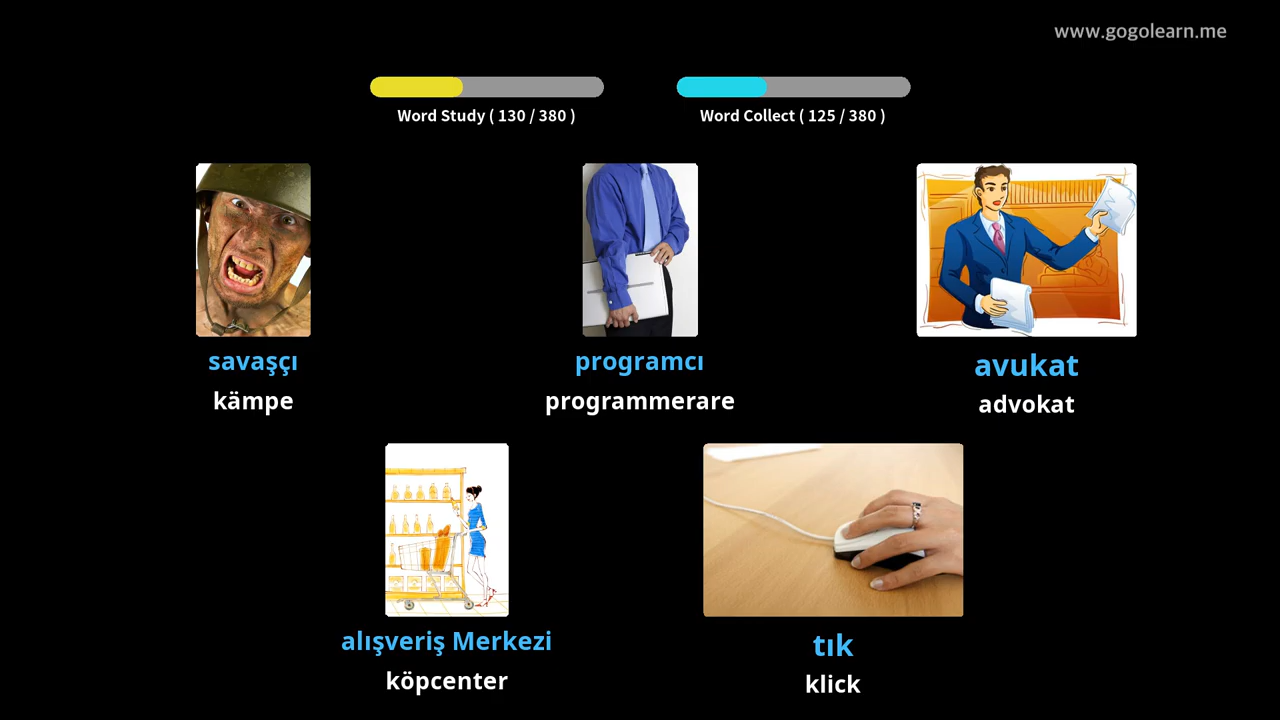 www.gogolearn.me
Word Study ( 130 / 380 )
Word Collect ( 125 / 380 )
savaşçı
kämpe
programcı
programmerare
avukat
advokat
alışveriş Merkezi
köpcenter
tık
klick